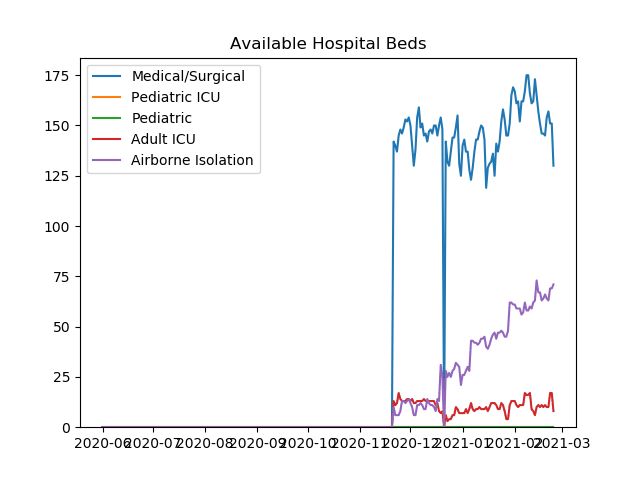 Available Hospital Beds
Medical/Surgical
Pediatric ICU
Pediatric
Adult ICU
Airborne Isolation
175
150
125
100
75
50
25
0
2020-06 2020-07 2020-08 2020-09 2020-10 2020-11 2020-12 2021-01 2021-02 2021-03